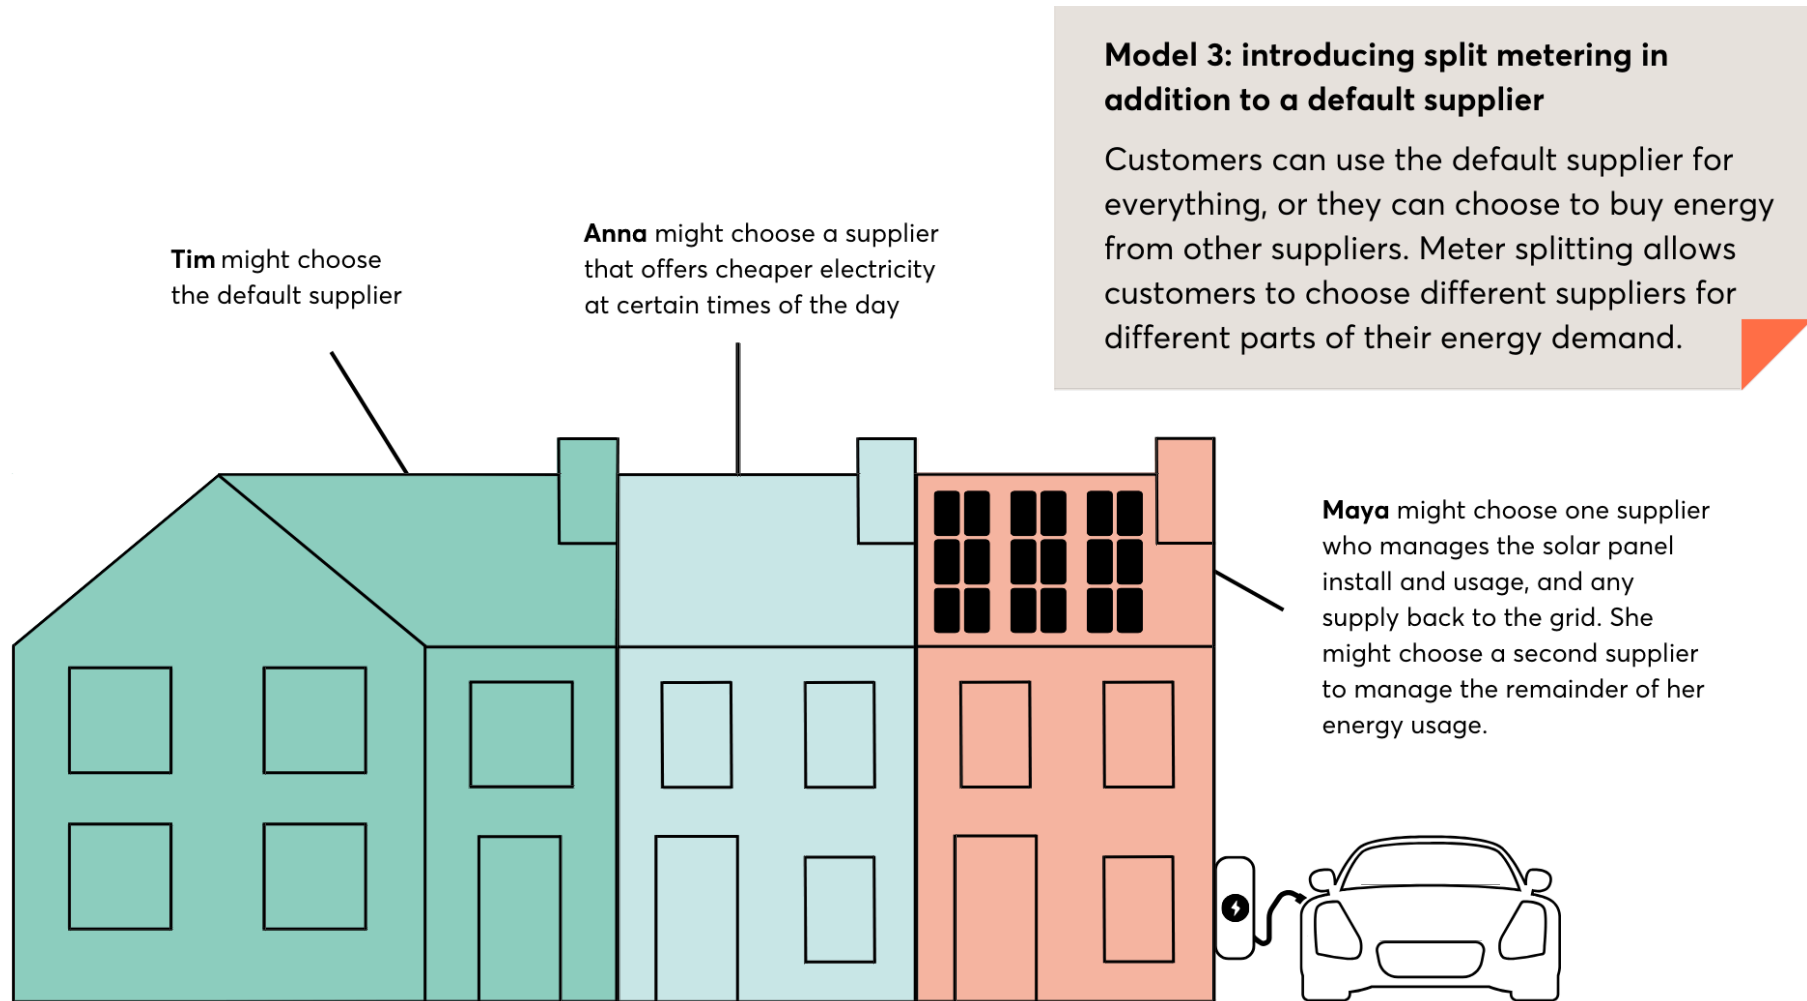 Model 3: introducing split metering in
addition to a default supplier
Customers can use the default supplier for
everything, or they can choose to buy energy
from other suppliers. Meter splitting allows
customers to choose different suppliers for
different parts of their energy demand.
Tim might choose
the default supplier
Anna might choose a supplier
that offers cheaper electricity
at certain times of the day
Maya might choose one supplier
who manages the solar panel
install and usage, and any
supply back to the grid. She
might choose a second supplier
to manage the remainder of her
energy usage.